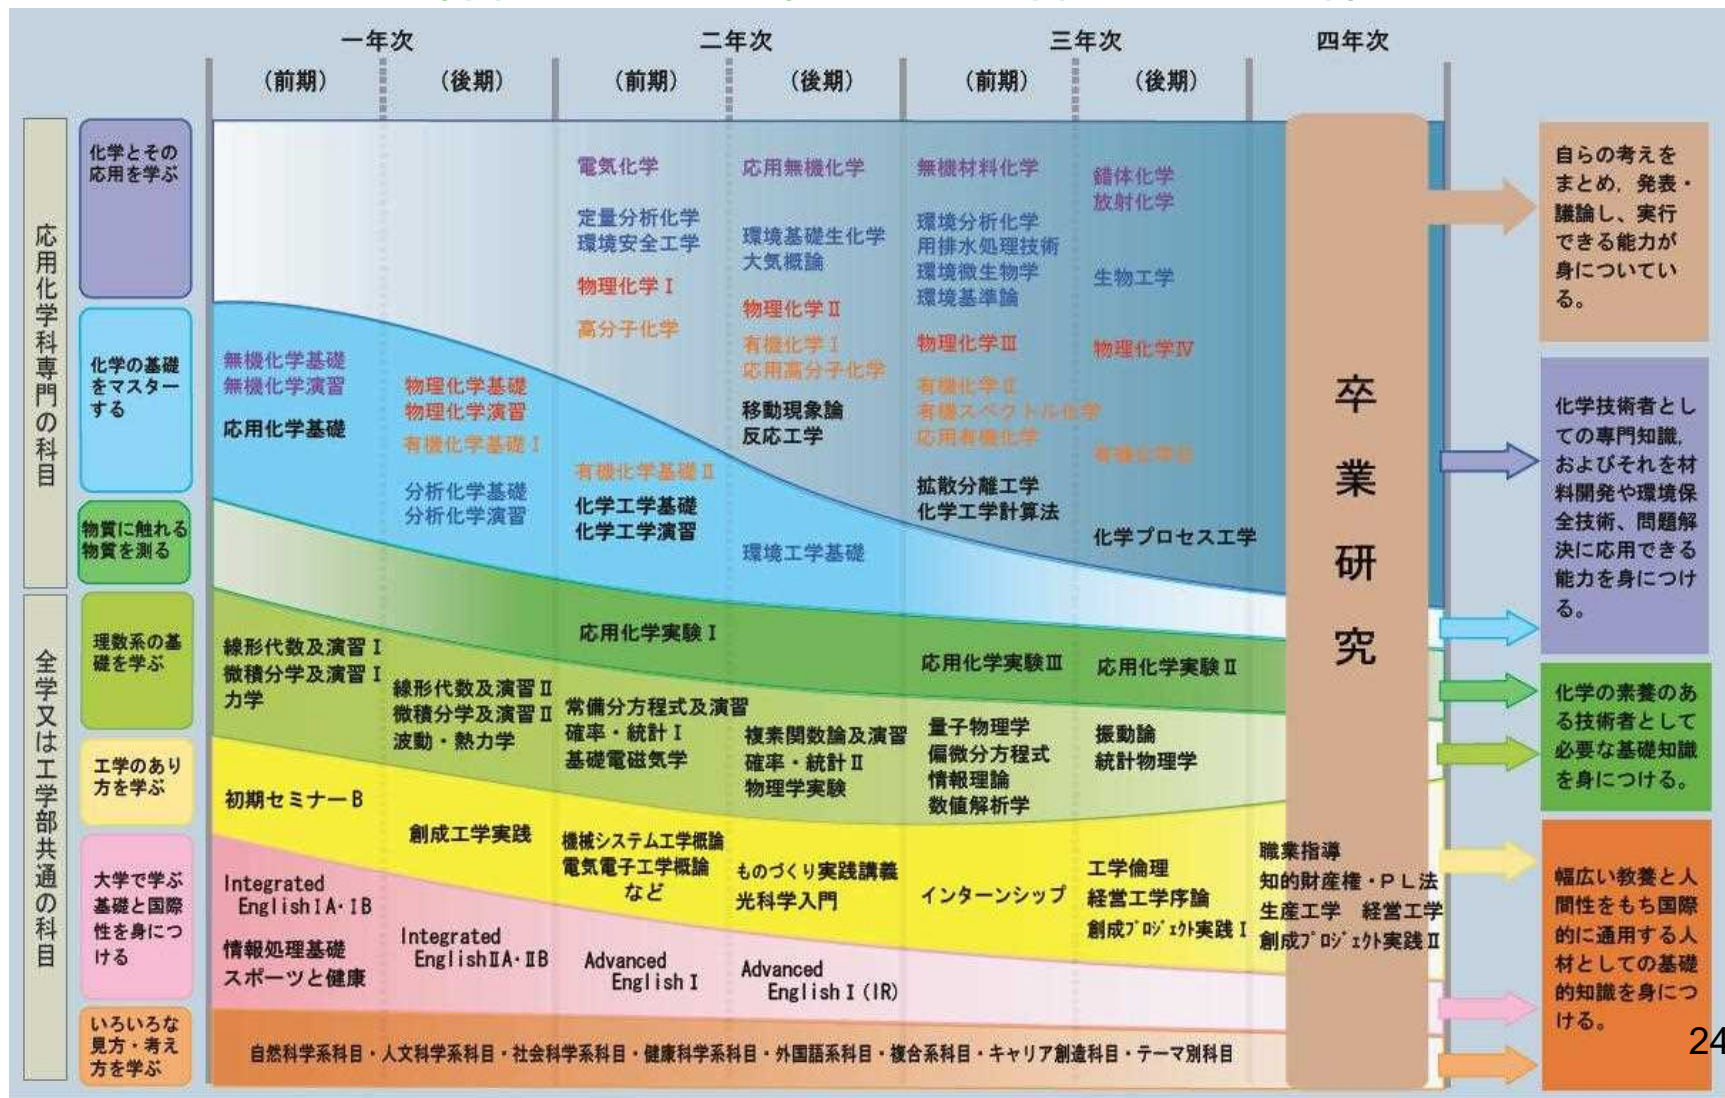 一年次
二年次
三年次
四年次
(前期)
(後期)
(前期)
(後期)
(前期)
(後期)
応用化学科専門の科目
化学とその
応用を学ぶ
化学の基礎
をマスター
する
物質に触れる
物質を測る
全学又は工学部共通の科目
理数系の基
礎を学ぶ
工学のあり
方を学ぶ
大学で学ぶ
基礎と国際
性を身につ
ける
いろいろな
見方・考え
方を学ぶ
電気化学
定量分析化学
環境安全工学
物理化学Ⅰ
高分子化学
応用無機化学
環境基礎生化学
大気概論
物理化学Ⅱ
有機化学Ⅰ
応用高分子化学
移動現象論
反応工学
無機材料化学
環境分析化学
用排水処理技術
環境微生物学
環境基準論
物理化学Ⅲ
有機化学Ⅱ
有機スペクトル化学
応用有機化学
拡散分離工学
化学工学計算法
錯体化学
放射化学
生物工学
物理化学Ⅳ
化学プロセス工学
無機化学基礎
無機化学演習
応用化学基礎
物理化学基礎
物理化学演習
有機化学基礎Ⅰ
分析化学基礎
分析化学演習
有機化学基礎Ⅱ
化学工学基礎
化学工学演習
環境工学基礎
応用化学実験Ⅰ
応用化学実験Ⅲ
応用化学実験Ⅱ
線形代数及演習Ⅰ
微積分学及演習Ⅰ
力学
線形代数及演習Ⅱ
微積分学及演習Ⅱ
波動・熱力学
常備分方程式及演習
確率・統計Ⅰ
基礎電磁気学
複素関数論及演習
確率・統計Ⅱ
物理学実験
量子物理学
偏微分方程式
情報理論
数値解析学
振動論
統計物理学
初期セミナーB
創成工学実践
機械システム工学概論
電気電子工学概論
など
ものづくり実践講義
光科学入門
インターンシップ
工学倫理
経営工学序論
創成プロジェクト実践Ⅰ
職業指導
知的財産権・PL法
生産工学 経営工学
創成プロジェクト実践Ⅱ
Integrated
EnglishⅠA・ⅠB
情報処理基礎
スポーツと健康
Integrated
EnglishⅡA・ⅡB
Advanced
EnglishⅠ
Advanced
EnglishⅠ(IR)
自然科学系科目・人文科学系科目・社会科学系科目・健康科学系科目・外国語系科目・複合系科目・キャリア創造科目・テーマ別科目
卒業研究
自らの考えを
まとめ，発表・
議論し、実行
できる能力が
身についてい
る。
化学技術者とし
ての専門知識，
およびそれを材
料開発や環境保
全技術、問題解
決に応用できる
能力を身につけ
る。
化学の素養のあ
る技術者として
必要な基礎知識
を身につける。
幅広い教養と人
間性をもち国際
的に通用する人
材としての基礎
的知識を身につ
ける。
24